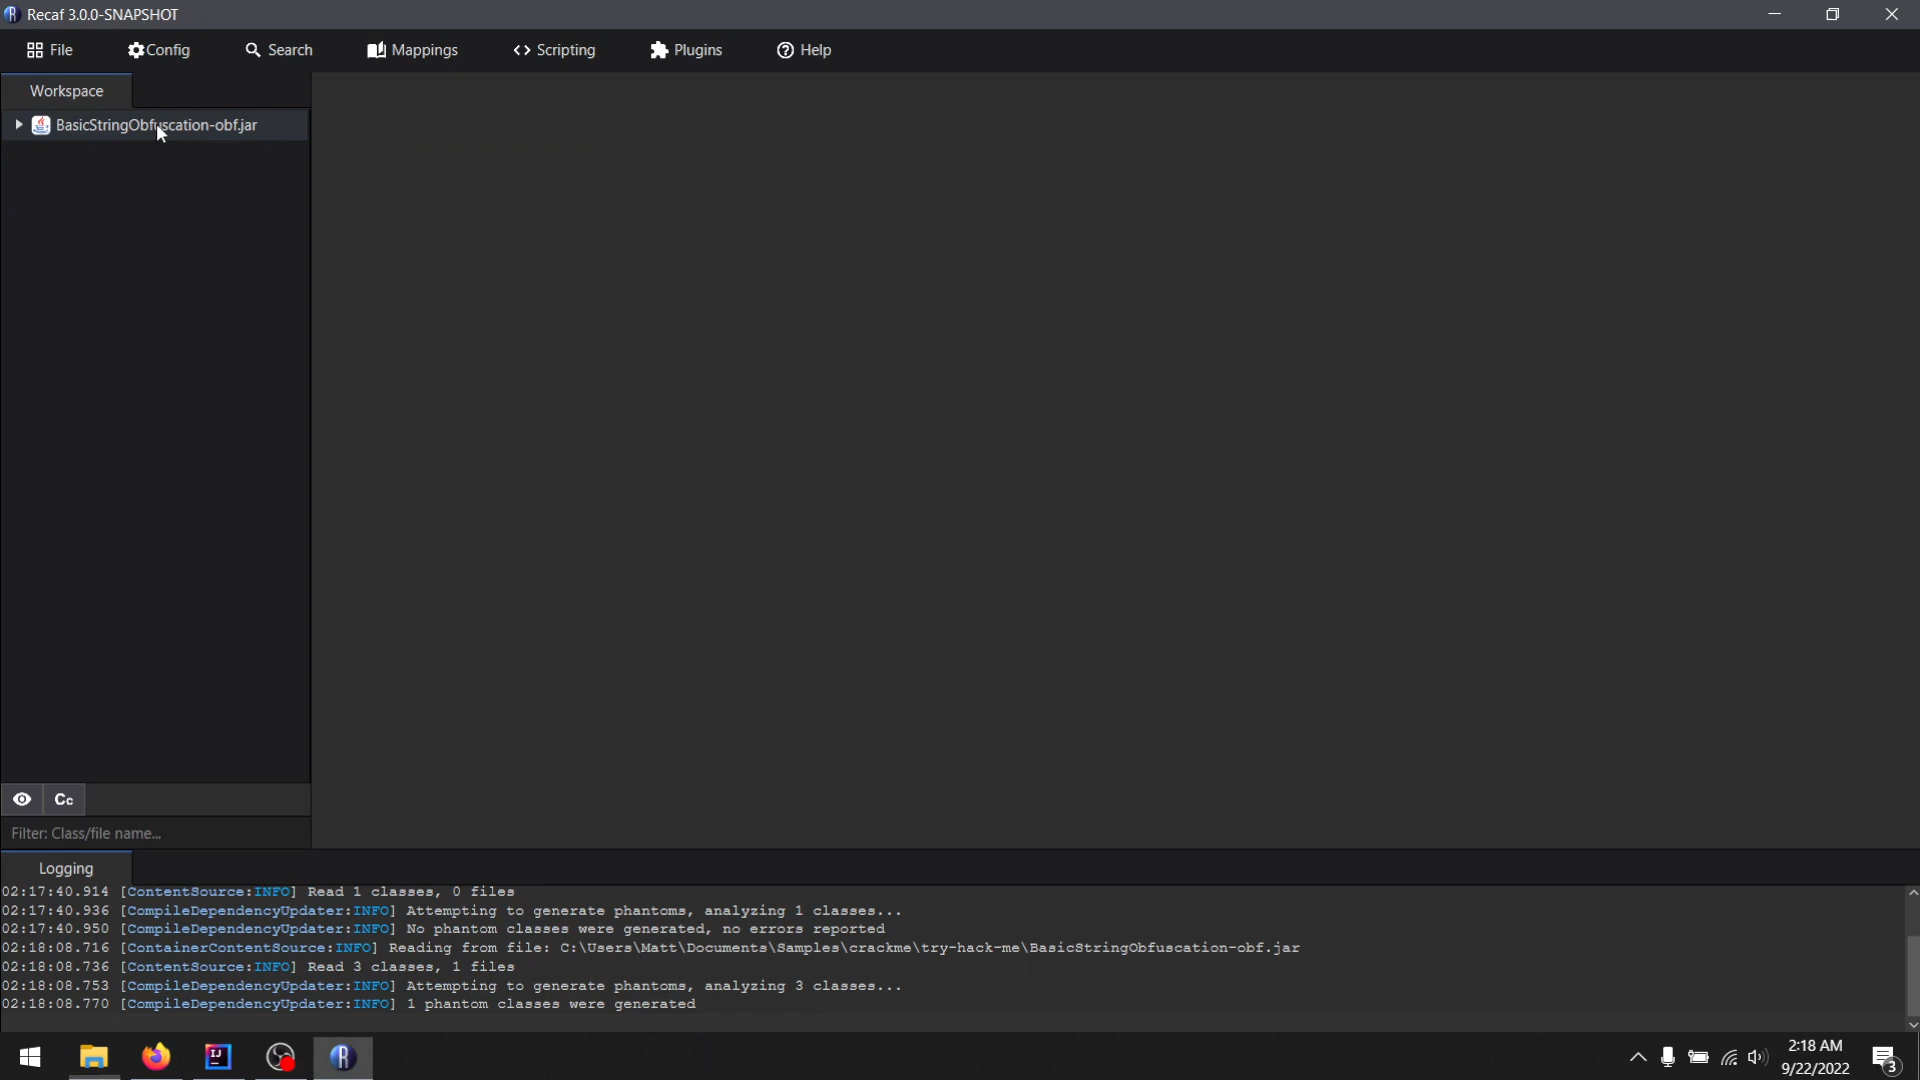 Recaf 3.0.0-SNAPSHOT
File Config Search Mappings Scripting Plugins Help
Workspace
BasicStringObfuscation-obf.jar
Cc
Filter: Class/file name...
Logging
02:17:40.914 [ContentSource:INFO] Read 1 classes, 0 files
02:17:40.936 [CompileDependencyUpdater:INFO] Attempting to generate phantoms, analyzing 1 classes...
02:17:40.950 [CompileDependencyUpdater:INFO] No phantom classes were generated, no errors reported
02:18:08.716 [ContainerContentSource:INFO] Reading from file: C:\Users\Matt\Documents\Samples\crackme\try-hack-me\BasicStringObfuscation-obf.jar
02:18:08.736 [ContentSource:INFO] Read 3 classes, 1 files
02:18:08.753 [CompileDependencyUpdater:INFO] Attempting to generate phantoms, analyzing 3 classes...
02:18:08.770 [CompileDependencyUpdater:INFO] 1 phantom classes were generated
2:18 AM
9/22/2022
3